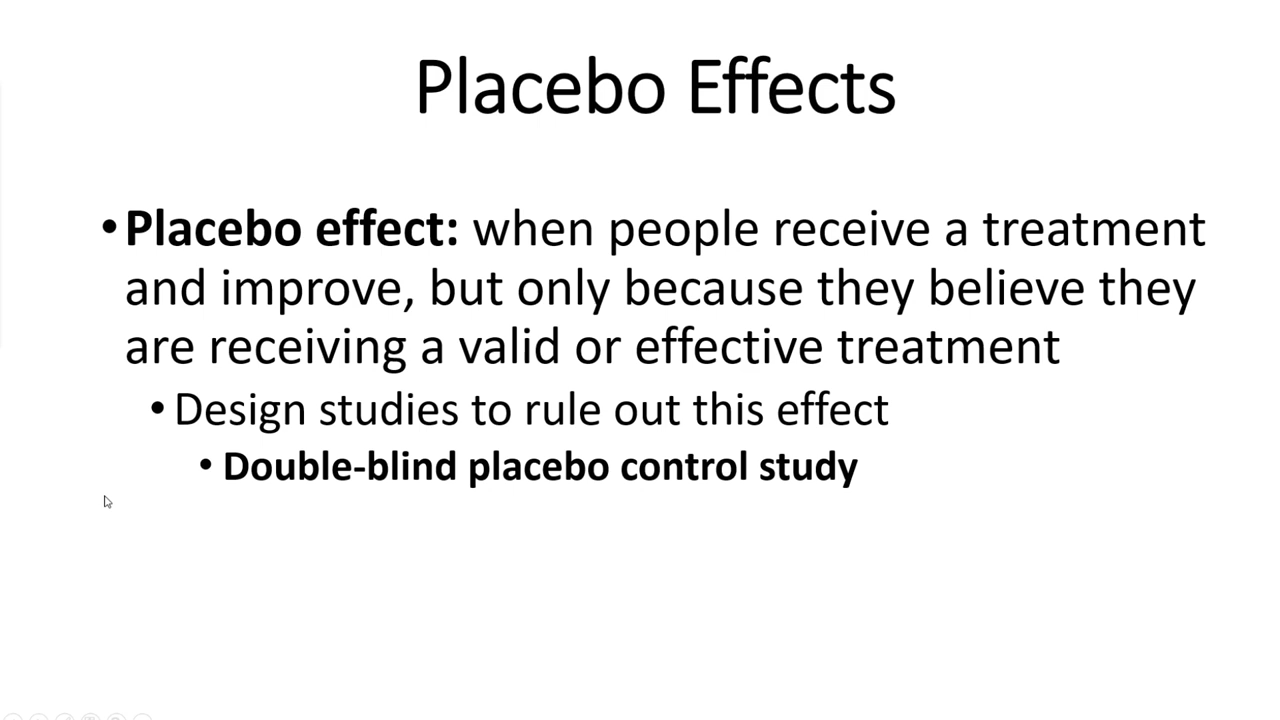 Placebo Effects
•Placebo effect: when people receive a treatment
and improve, but only because they believe they
are receiving a valid or effective treatment
•Design studies to rule out this effect
•Double-blind placebo control study